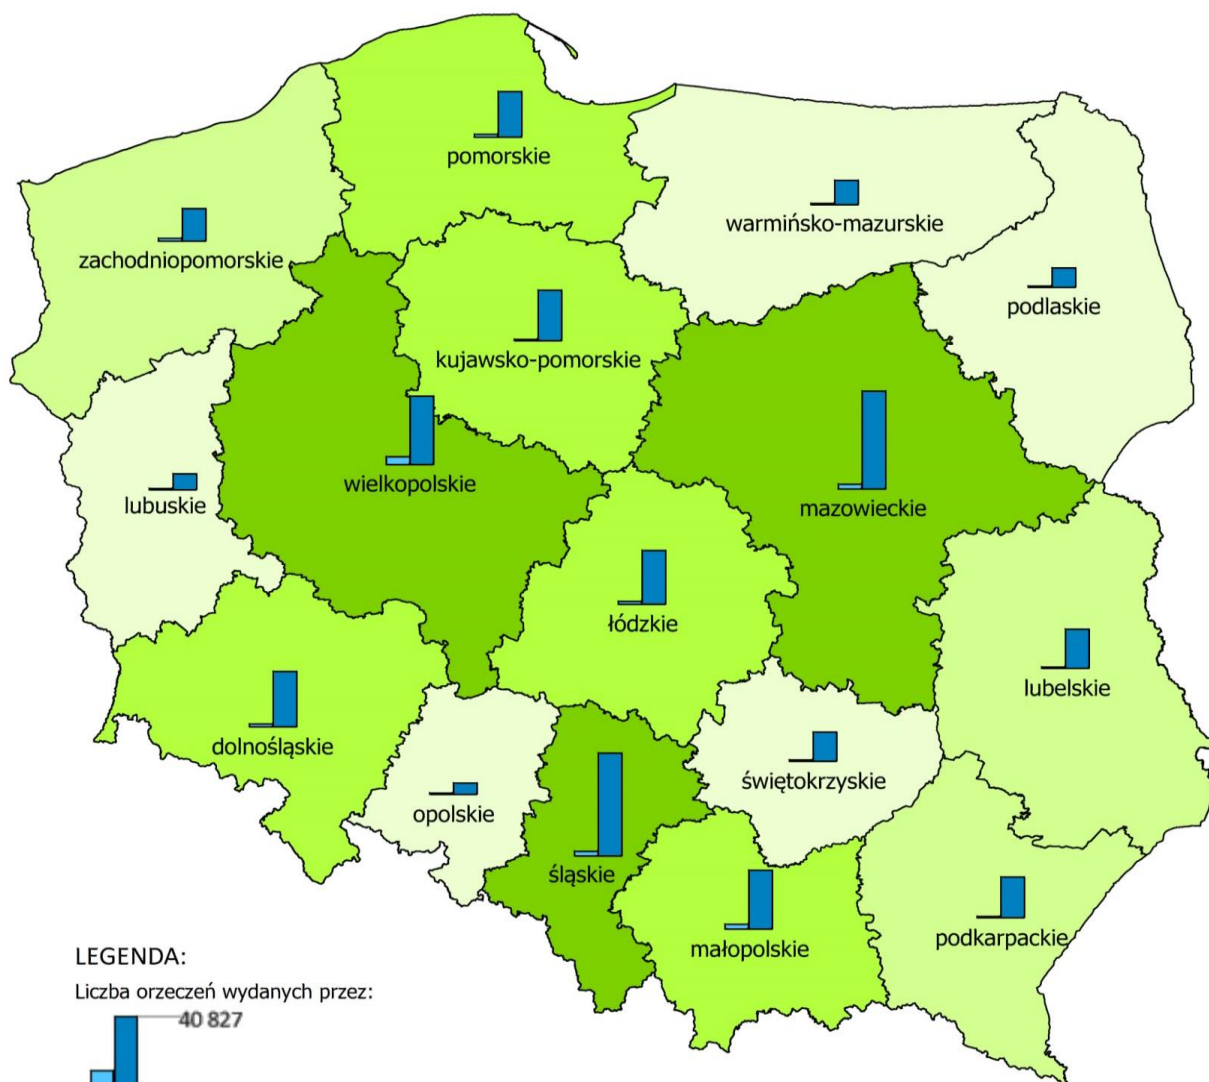 pomorskie
warmińsko-mazurskie
zachodniopomorskie
podlaskie
kujawsko-pomorskie
wielkopolskie
lubuskie
mazowieckie
łódzkie
lubelskie
dolnośląskie
świętokrzyskie
opolskie
śląskie
małopolskie
podkarpackie
LEGENDA:
Liczba orzeczeń wydanych przez:
40 827